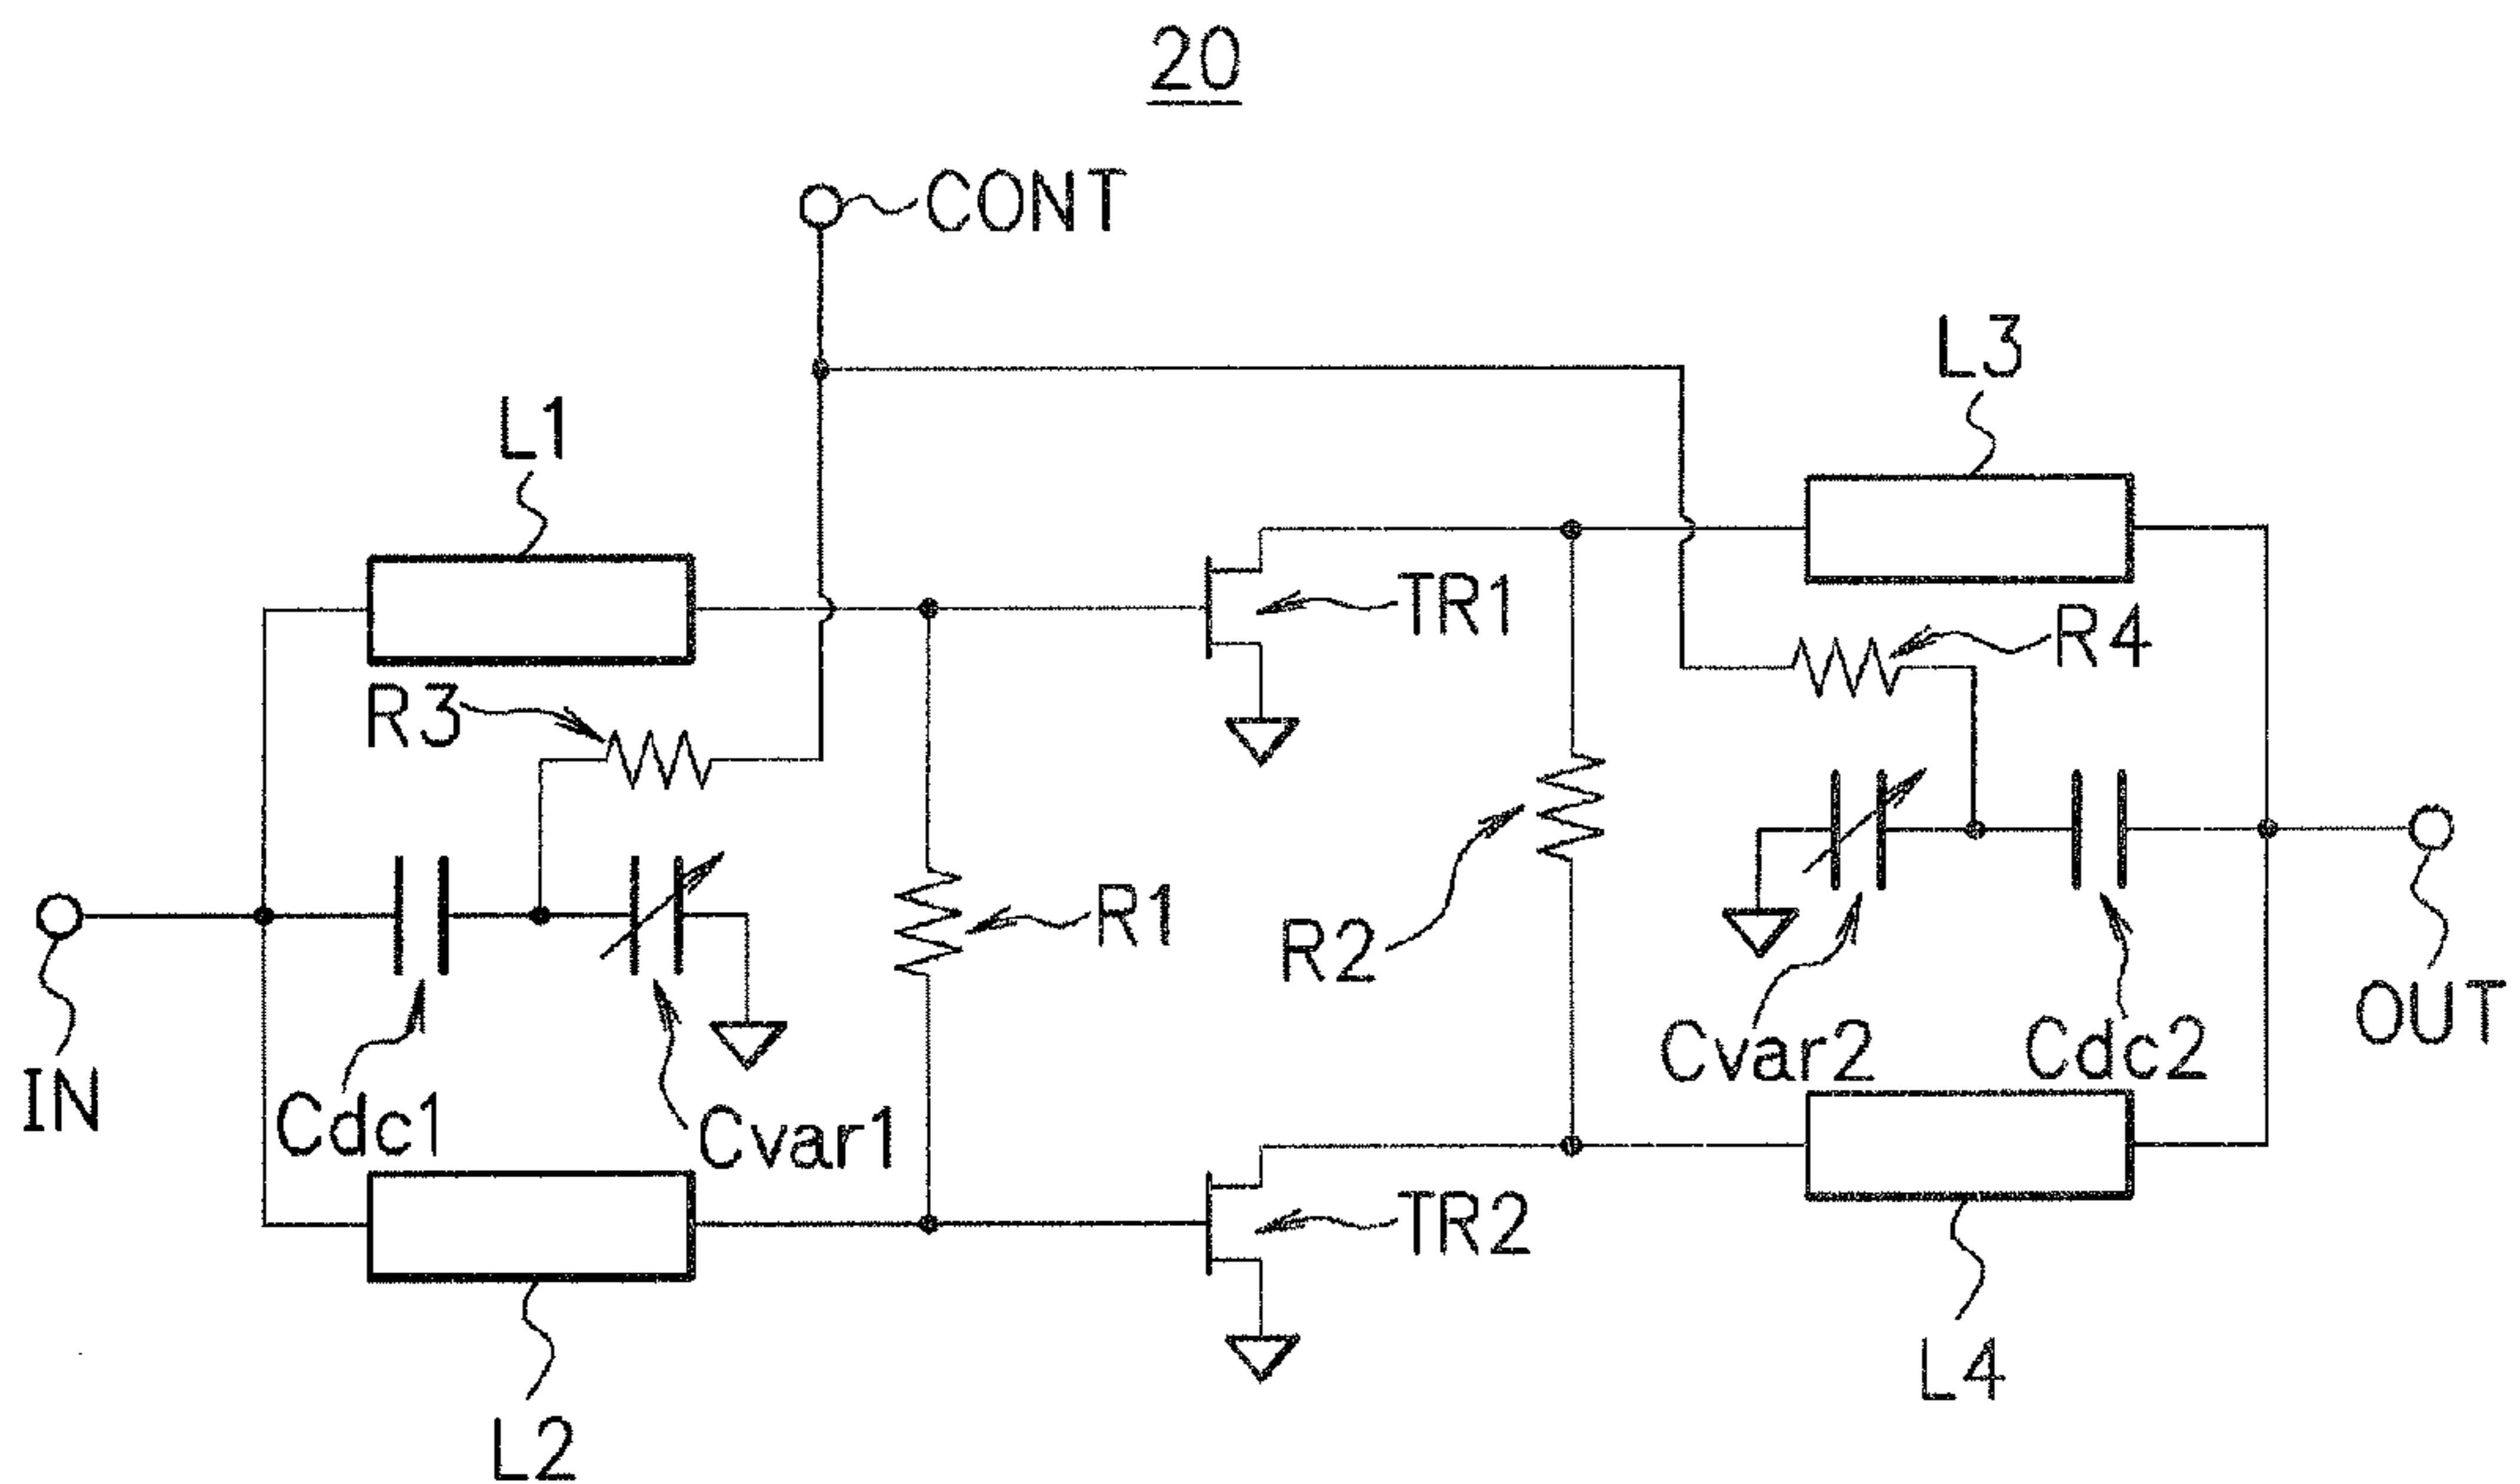 20
CONT
L3
L1
TR1
R4
R3
R1
R2
OUT
Cvar2
Cdc2
IN
Cdc1
Cvar1
TR2
L4
L2